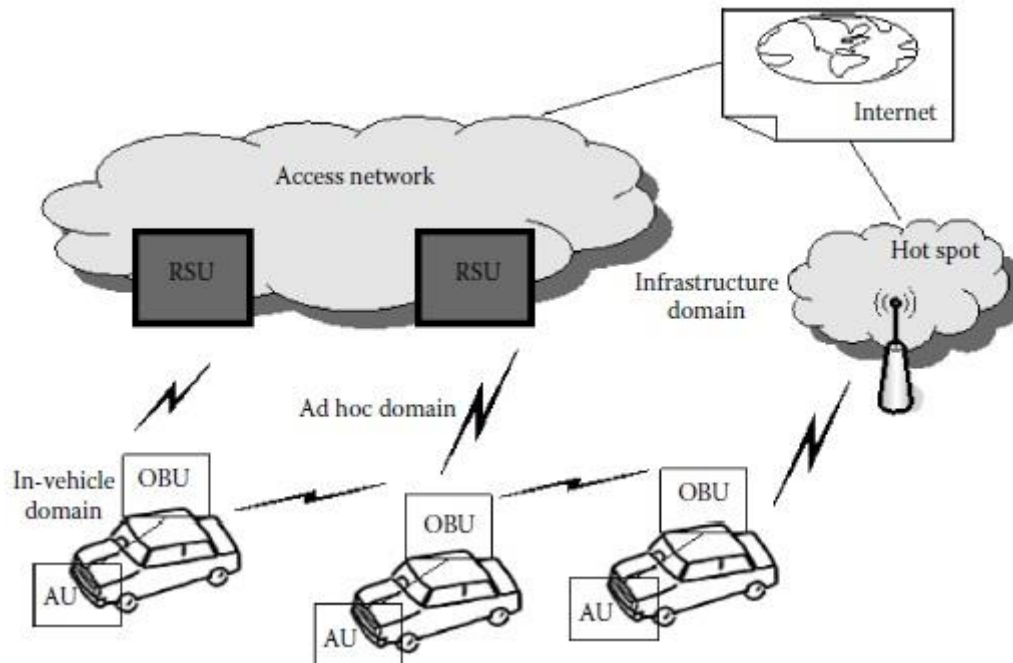 Internet
Access network
Hot spot
RSU
RSU
Infrastructure
domain
Ad hoc domain
In-vehicle
domain
OBU
OBU
OBU
AU
AU
AU